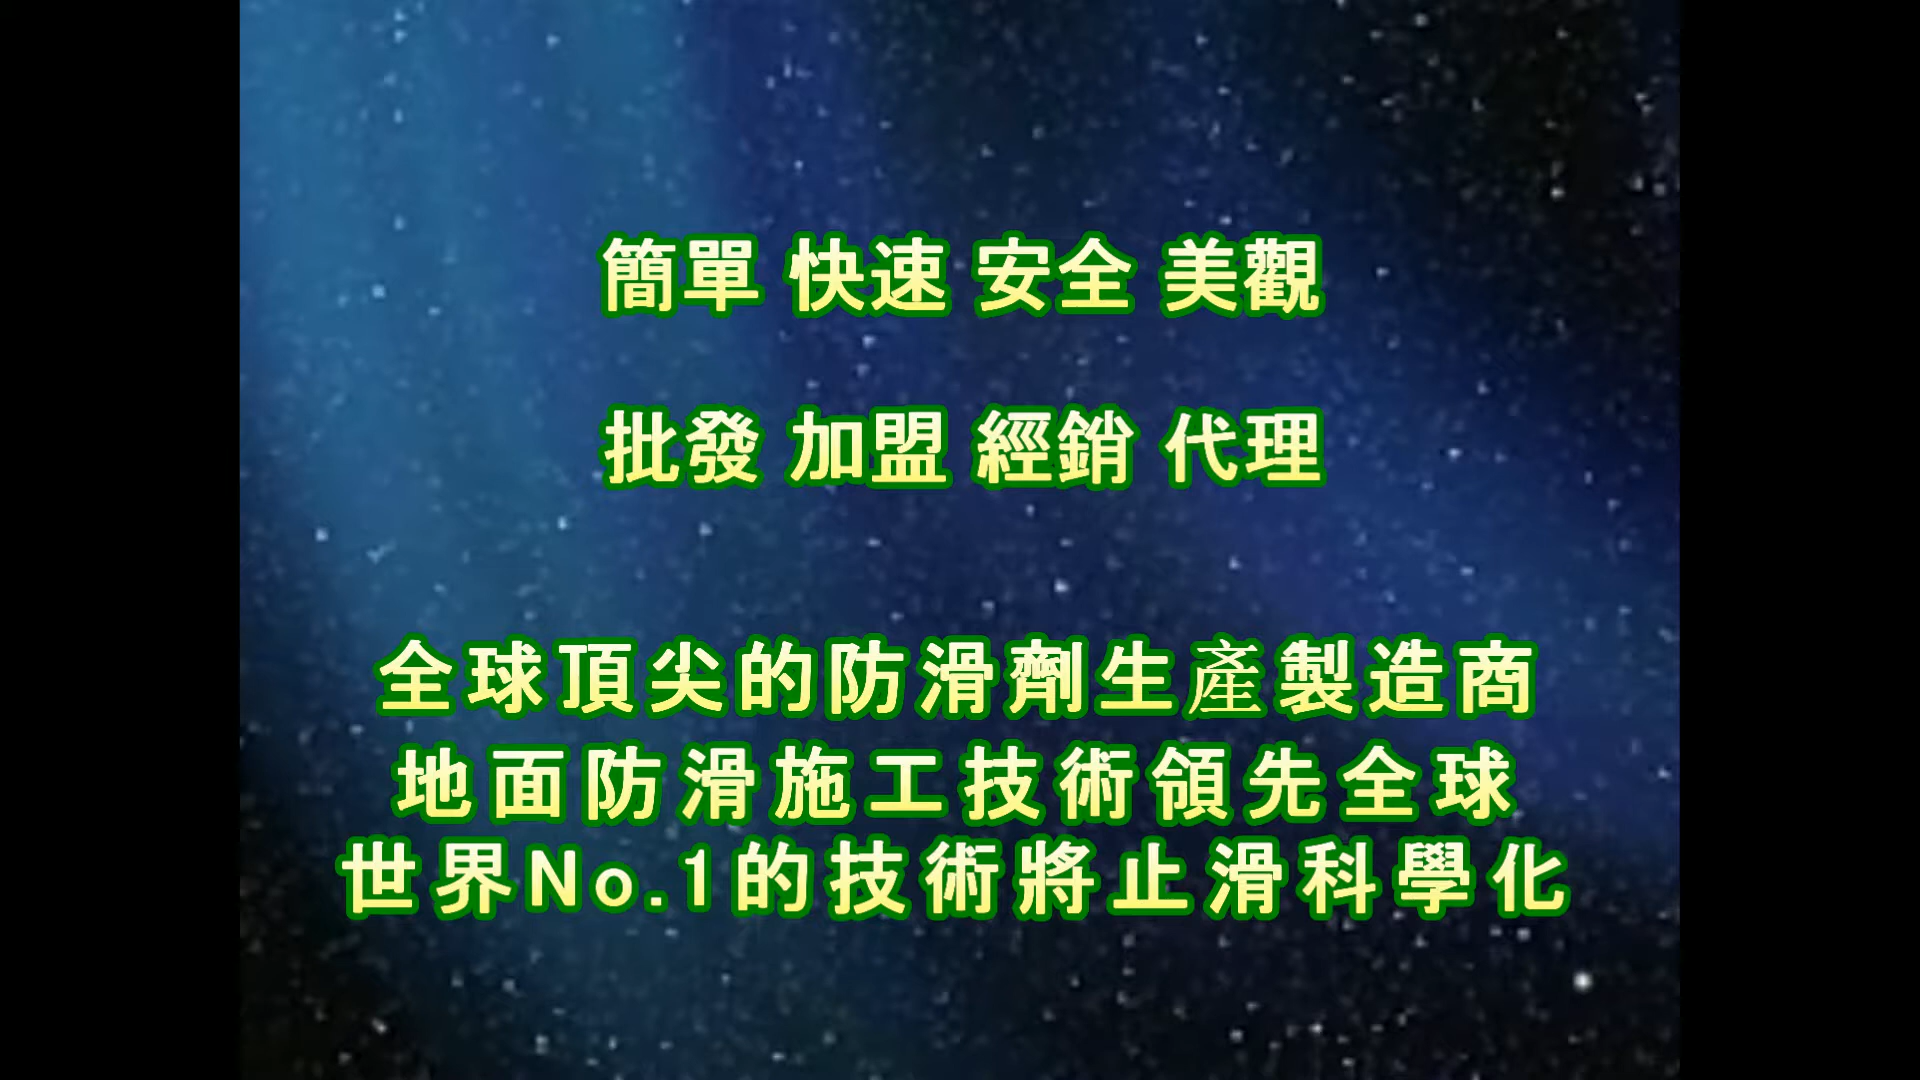 簡單 快速 安全 美觀
批發 加盟 經銷 代理
全球頂尖的防滑劑生產製造商
地面防滑施工技術領先全球
世界No.1的技術將止滑科學化